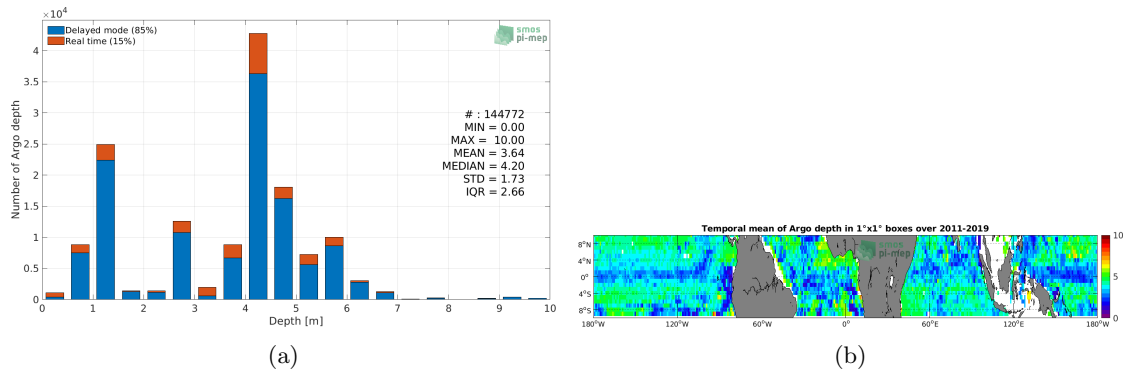 ×10⁴
Delayed mode (85%)
Real time (15%)
smos
pi-mep
Number of Argo depth
4
3.5
3
2.5
2
1.5
1
0.5
0
# : 144772
MIN = 0.00
MAX = 10.00
MEAN = 3.64
MEDIAN = 4.20
STD = 1.73
IQR = 2.66
0 1 2 3 4 5 6 7 8 9 10
Depth [m]
(a)
Temporal mean of Argo depth in 1°x1° boxes over 2011-2019
smos
pi-mep
8°N
4°N
0°
4°S
8°S
180°W 120°W 60°W 0° 60°E 120°E 180°W
10
5
0
(b)